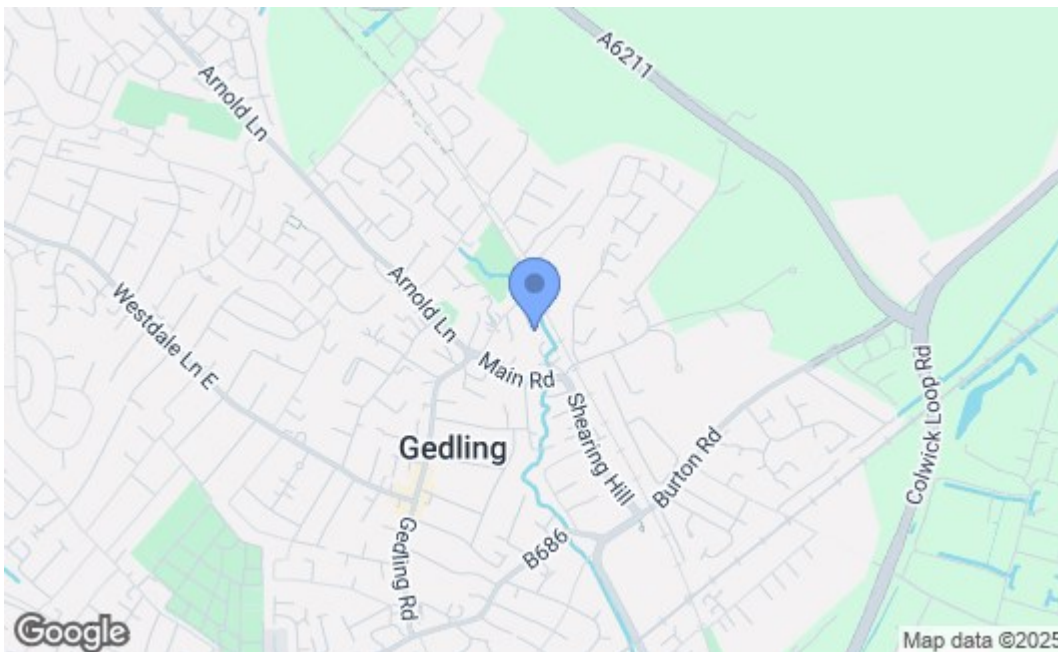 A6211
Arnold Ln
Arnold Ln
Westdale Ln E
Main Rd
Shearing Hill
Colwick Loop Rd
Gedling
Burton Rd
Gedling Rd
B686
Google
Map data ©2025